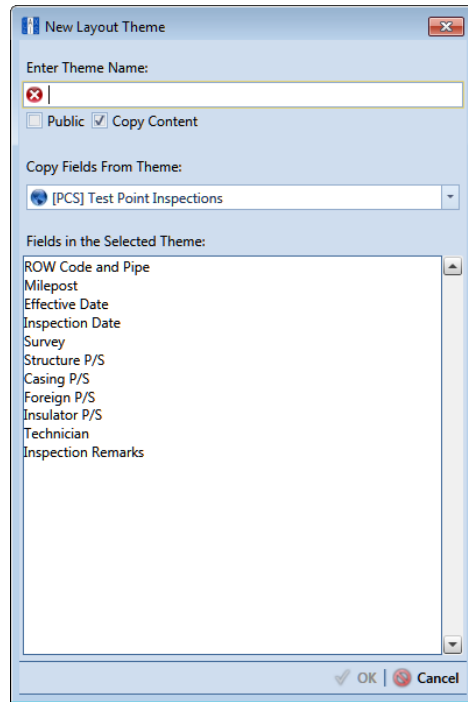 New Layout Theme
Enter Theme Name:
Public Copy Content
Copy Fields From Theme:
[PCS] Test Point Inspections
Fields in the Selected Theme:
ROW Code and Pipe
Milepost
Effective Date
Inspection Date
Survey
Structure P/S
Casing P/S
Foreign P/S
Insulator P/S
Technician
Inspection Remarks
OK | Cancel